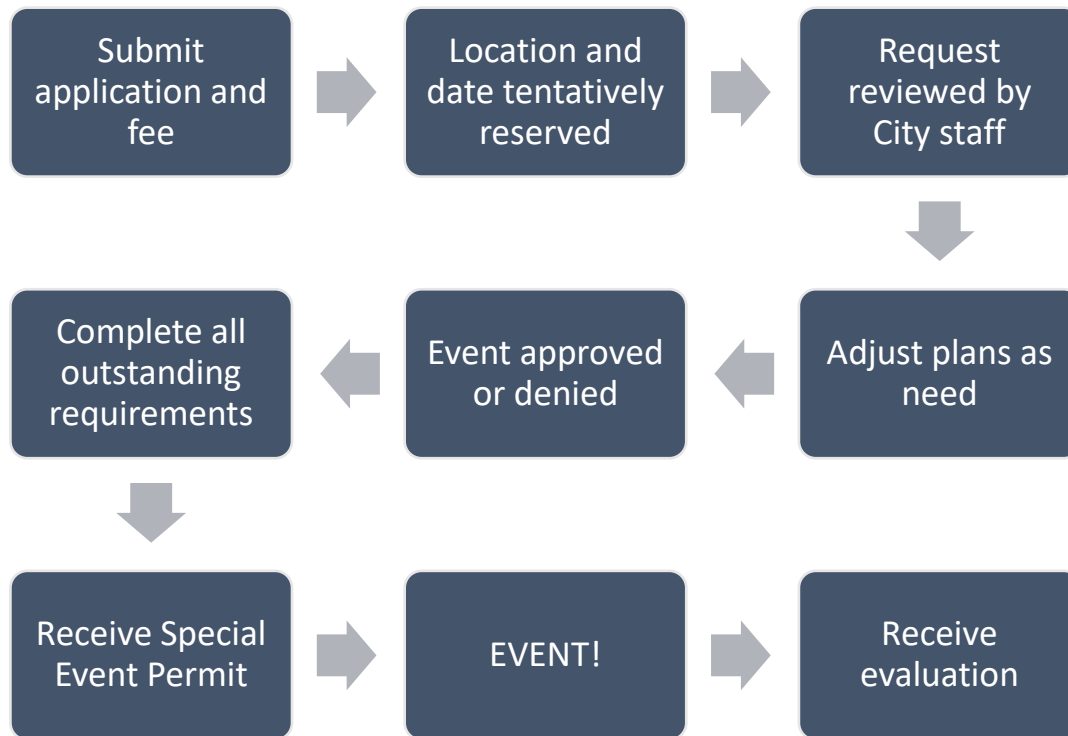 Submit
application and
fee
Location and
date tentatively
reserved
Request
reviewed by
City staff
Adjust plans as
need
Event approved
or denied
Complete all
outstanding
requirements
Receive Special
Event Permit
EVENT!
Receive
evaluation